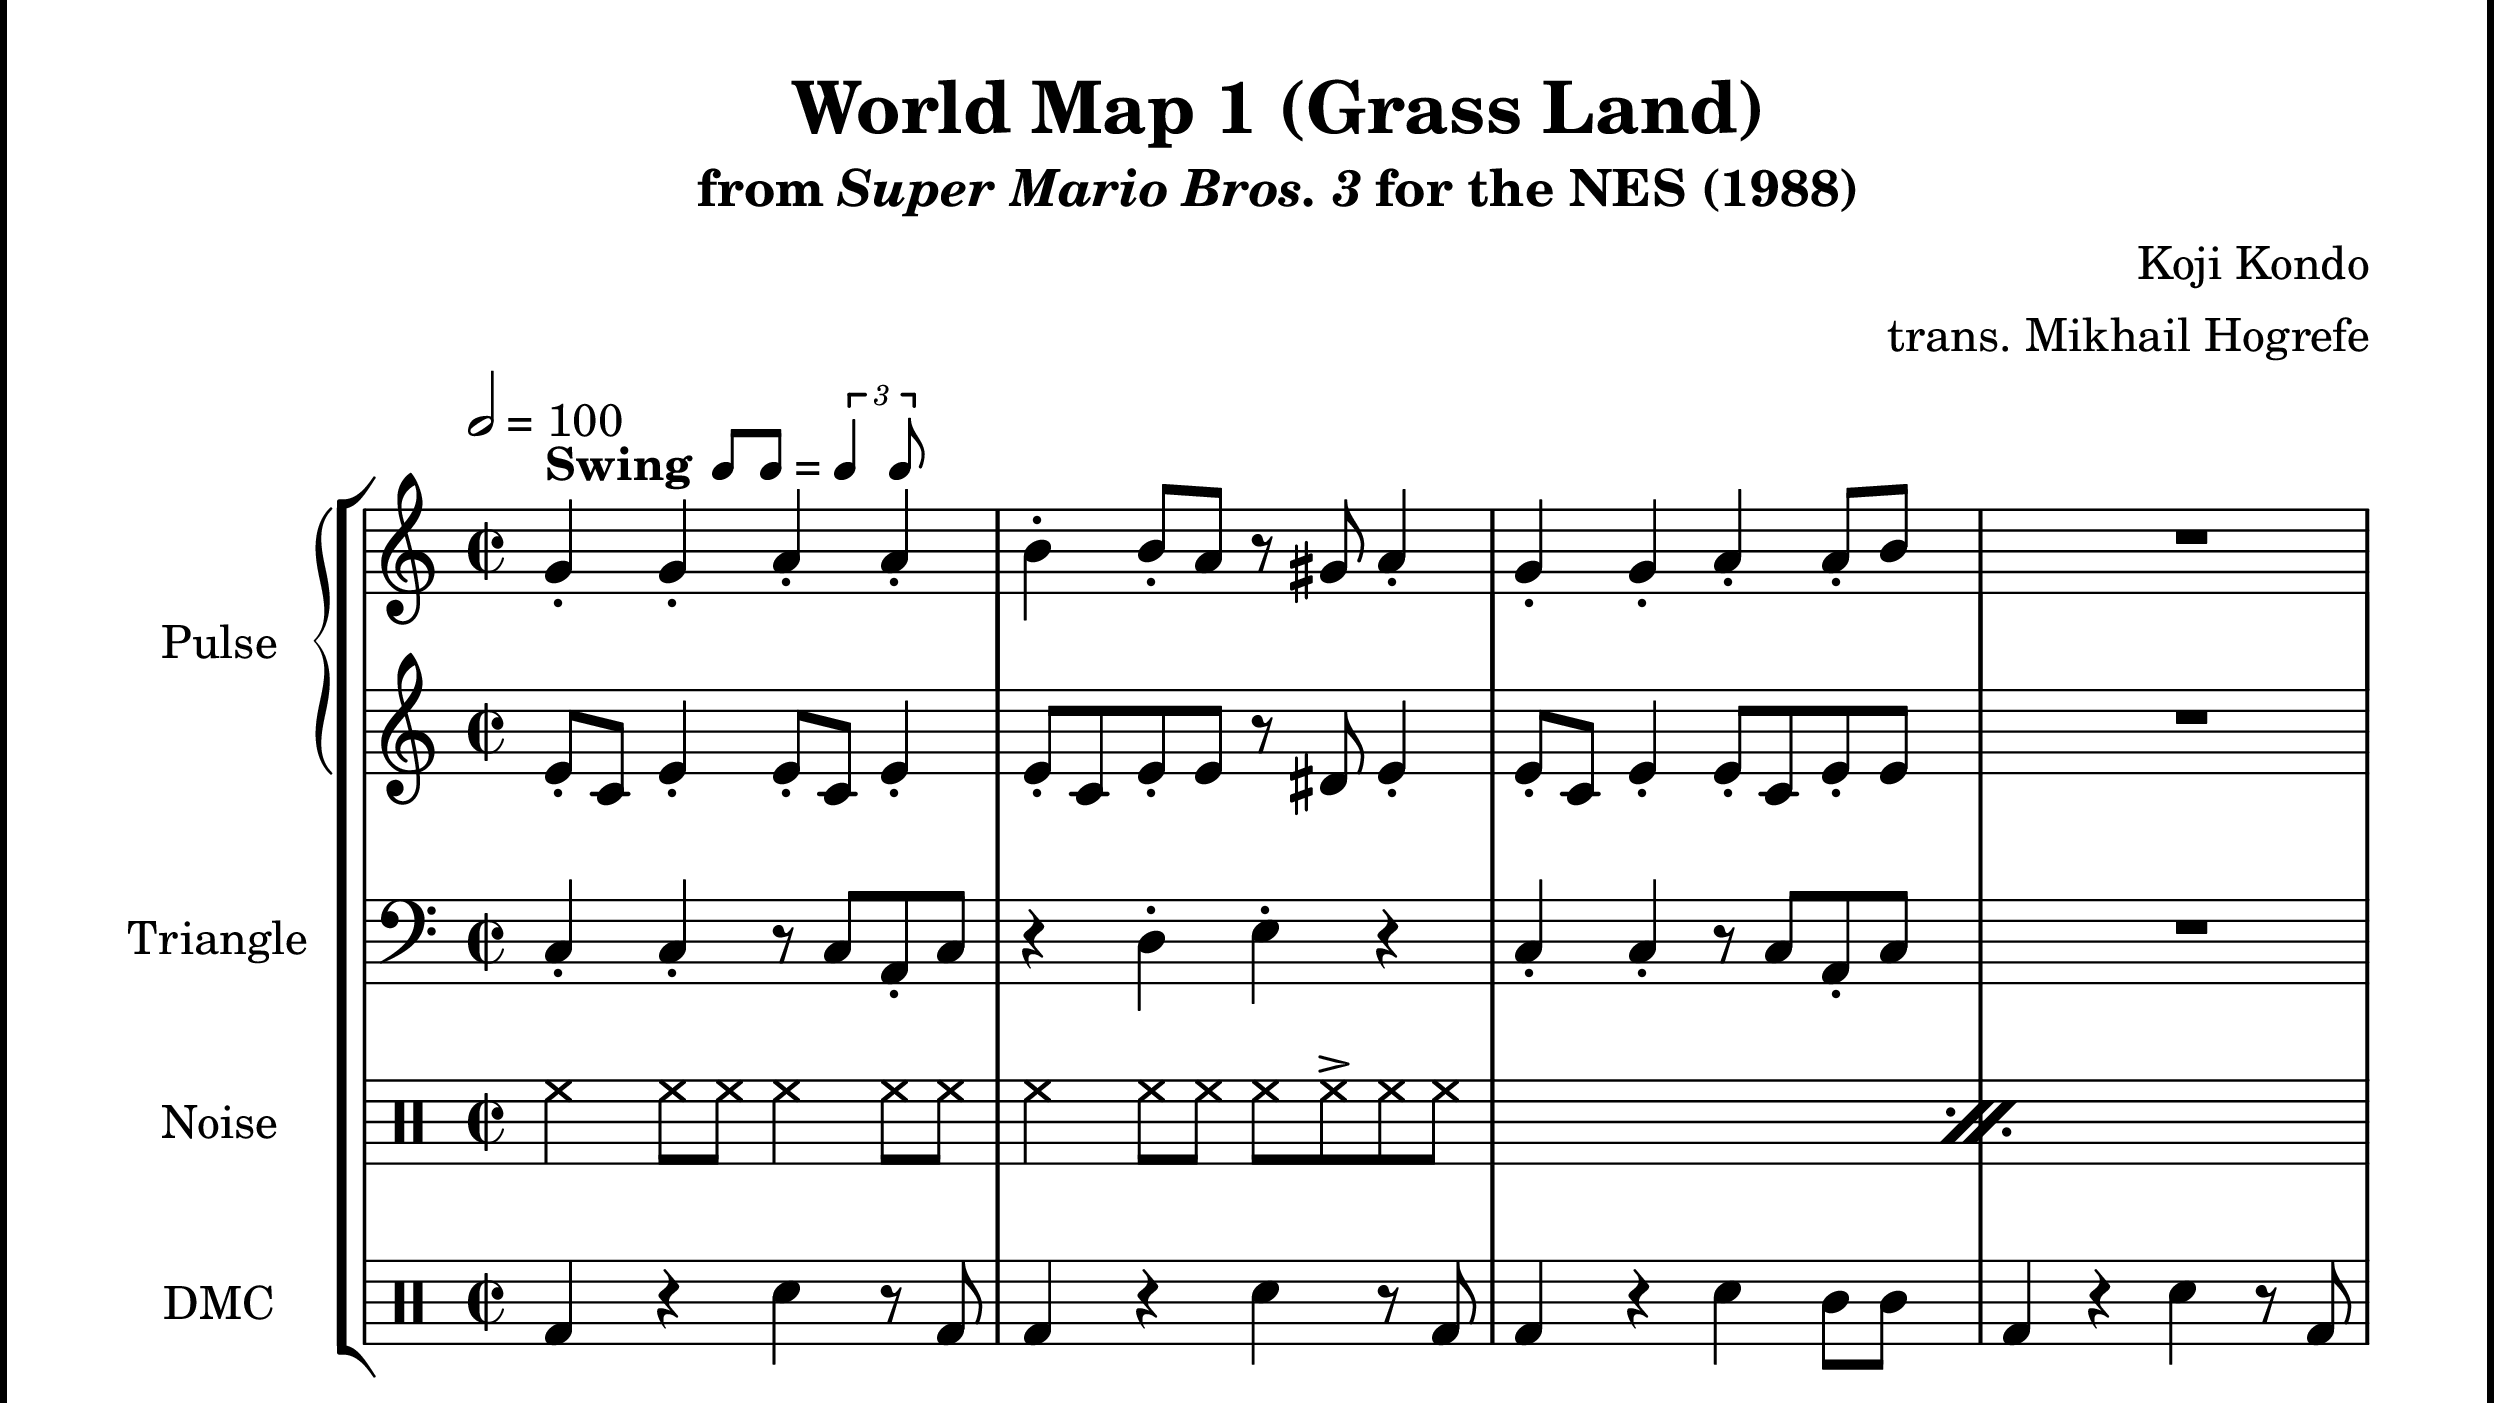 World Map 1 (Grass Land)
from Super Mario Bros. 3 for the NES (1988)
Koji Kondo
trans. Mikhail Hogrefe
= 100
3
Swing =
Pulse
Triangle
Noise
DMC